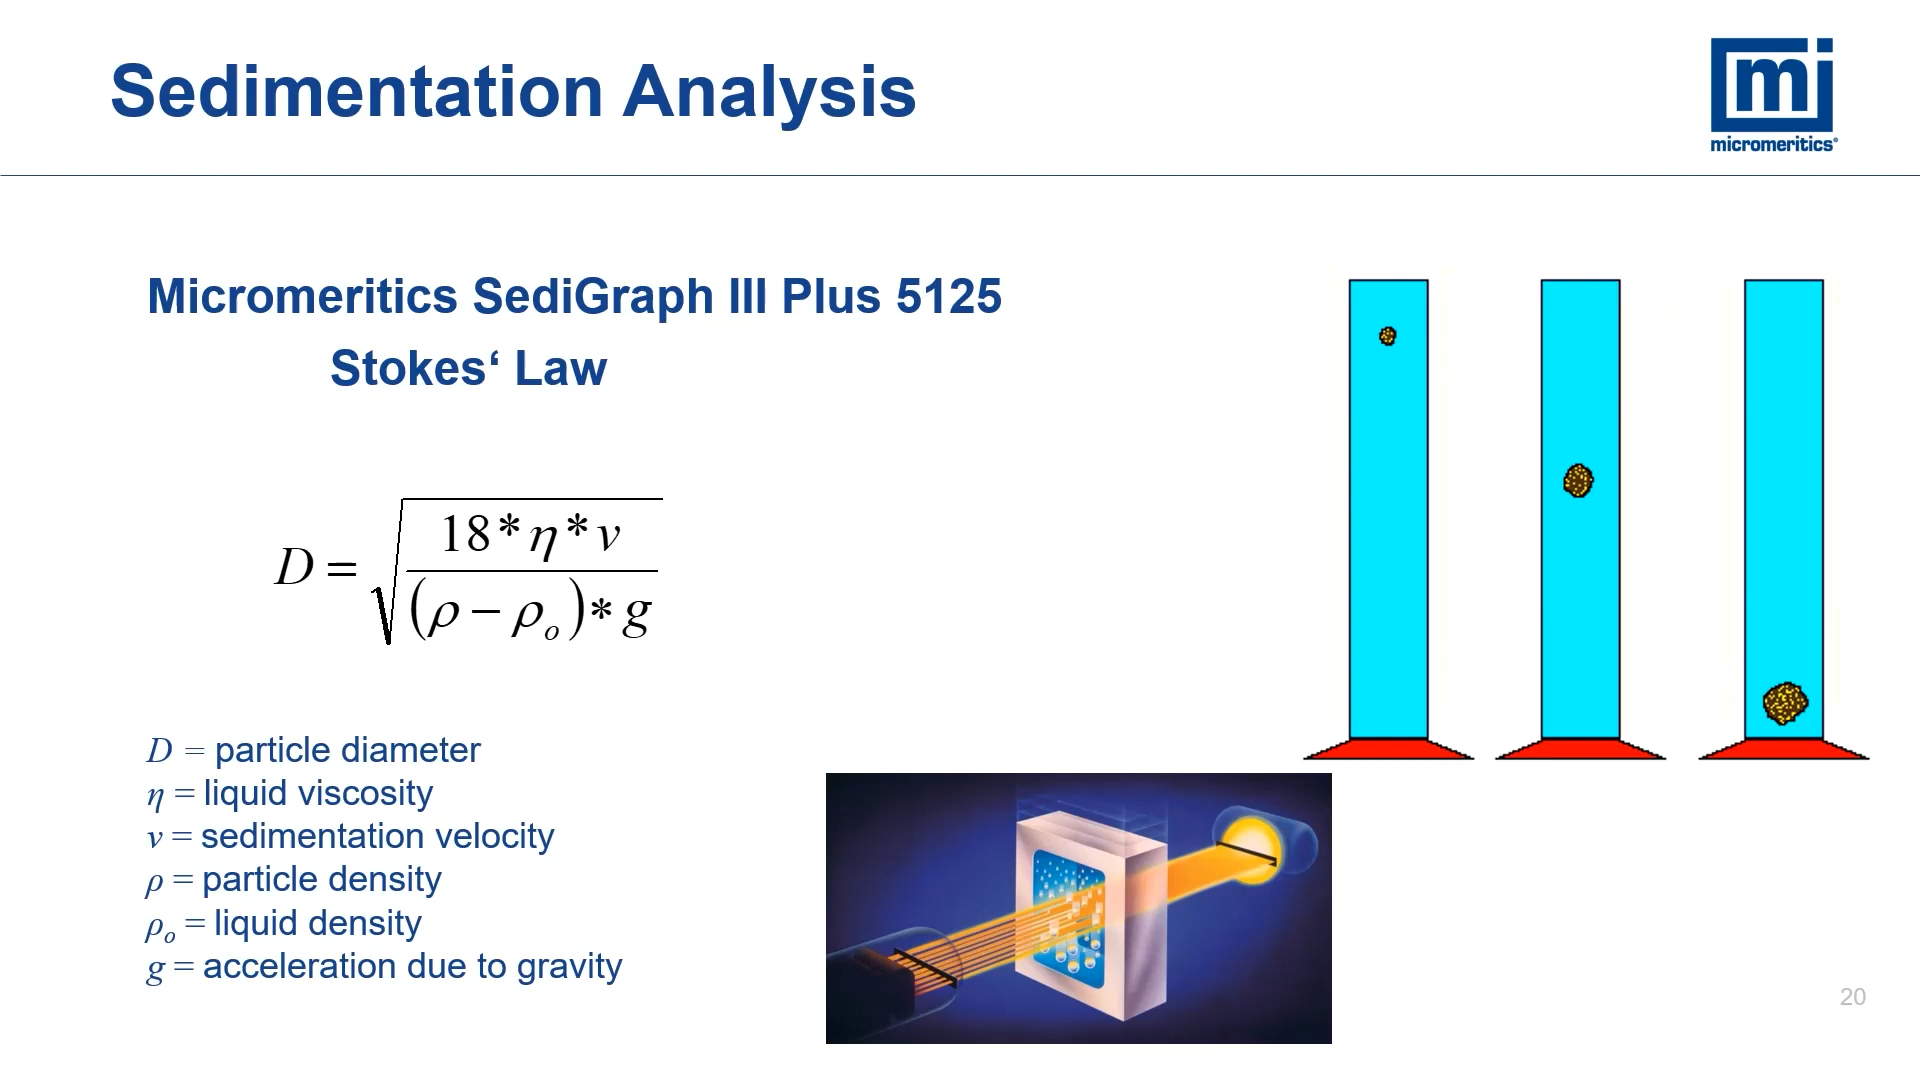 Sedimentation Analysis
mi
micromeritics®
Micromeritics SediGraph III Plus 5125
Stokes‘ Law
D = √(18*η*v / (ρ − ρₒ)*g)
D = particle diameter
η = liquid viscosity
v = sedimentation velocity
ρ = particle density
ρₒ = liquid density
g = acceleration due to gravity
20